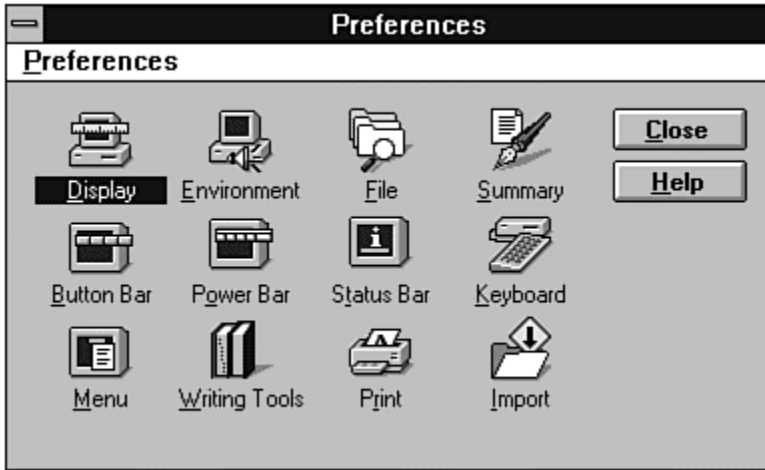 Preferences
Preferences
Close
Help
Display Environment File Summary
Button Bar Power Bar Status Bar Keyboard
Menu Writing Tools Print Import